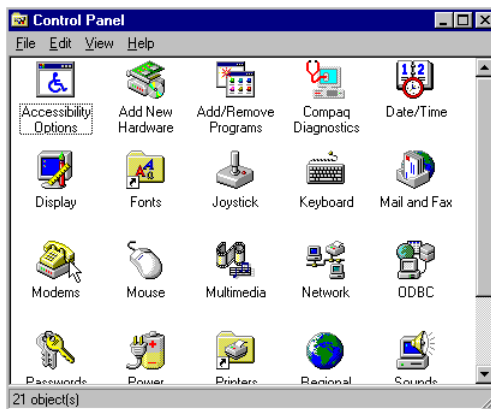 Control Panel
File Edit View Help
Accessibility Options
Add New Hardware
Add/Remove Programs
Compaq Diagnostics
Date/Time
Display
Fonts
Joystick
Keyboard
Mail and Fax
Modems
Mouse
Multimedia
Network
ODBC
Passwords
Power
Printers
Regional
Sounds
21 object(s)